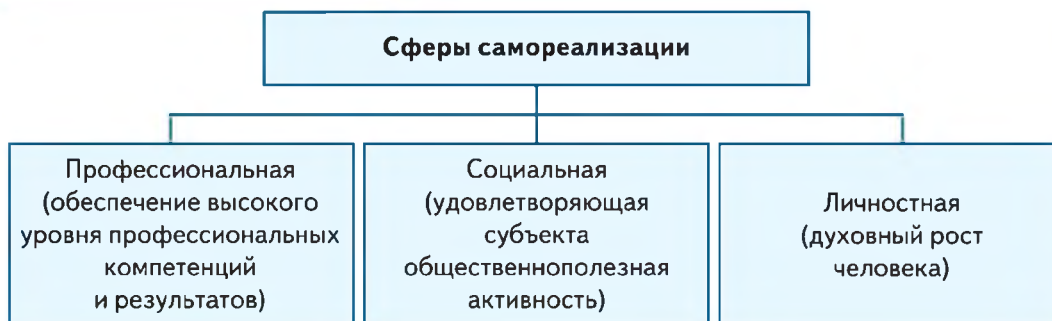 Сферы самореализации
Профессиональная
(обеспечение высокого
уровня профессиональных
компетенций
и результатов)
Социальная
(удовлетворяющая
субъекта
общественнополезная
активность)
Личностная
(духовный рост
человека)